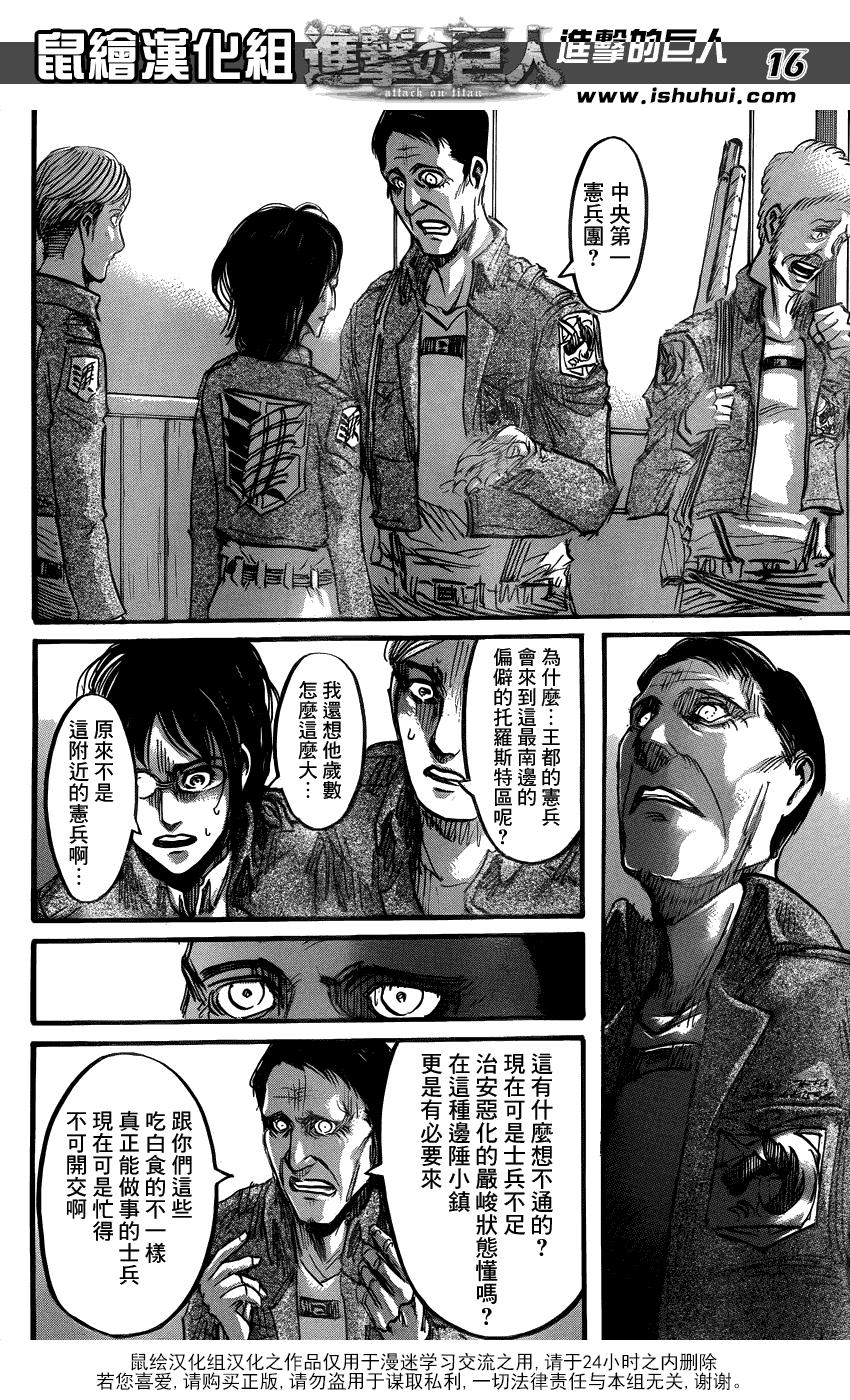 鼠繪漢化組
進撃の巨人
attack on titan
進擊的巨人
www.ishuhui.com
16
中央第一
憲兵團？
為什麼…王都的憲兵
會來到這最南邊的
偏僻的托羅斯特區呢？
我還想他歲數
怎麼這麼大…
原來不是
這附近的憲兵啊…
這有什麼想不通的？
現在可是士兵不足
治安惡化的嚴峻狀態懂嗎？
在這種邊陲小鎮
更是有必要來
跟你們這些
吃白食的不一樣
真正能做事的士兵
現在可是忙得
不可開交啊
鼠绘汉化组汉化之作品仅用于漫迷学习交流之用, 请于24小时之内删除
若您喜爱, 请购买正版, 请勿用于谋取私利, 一切法律责任与本组无关, 谢谢.